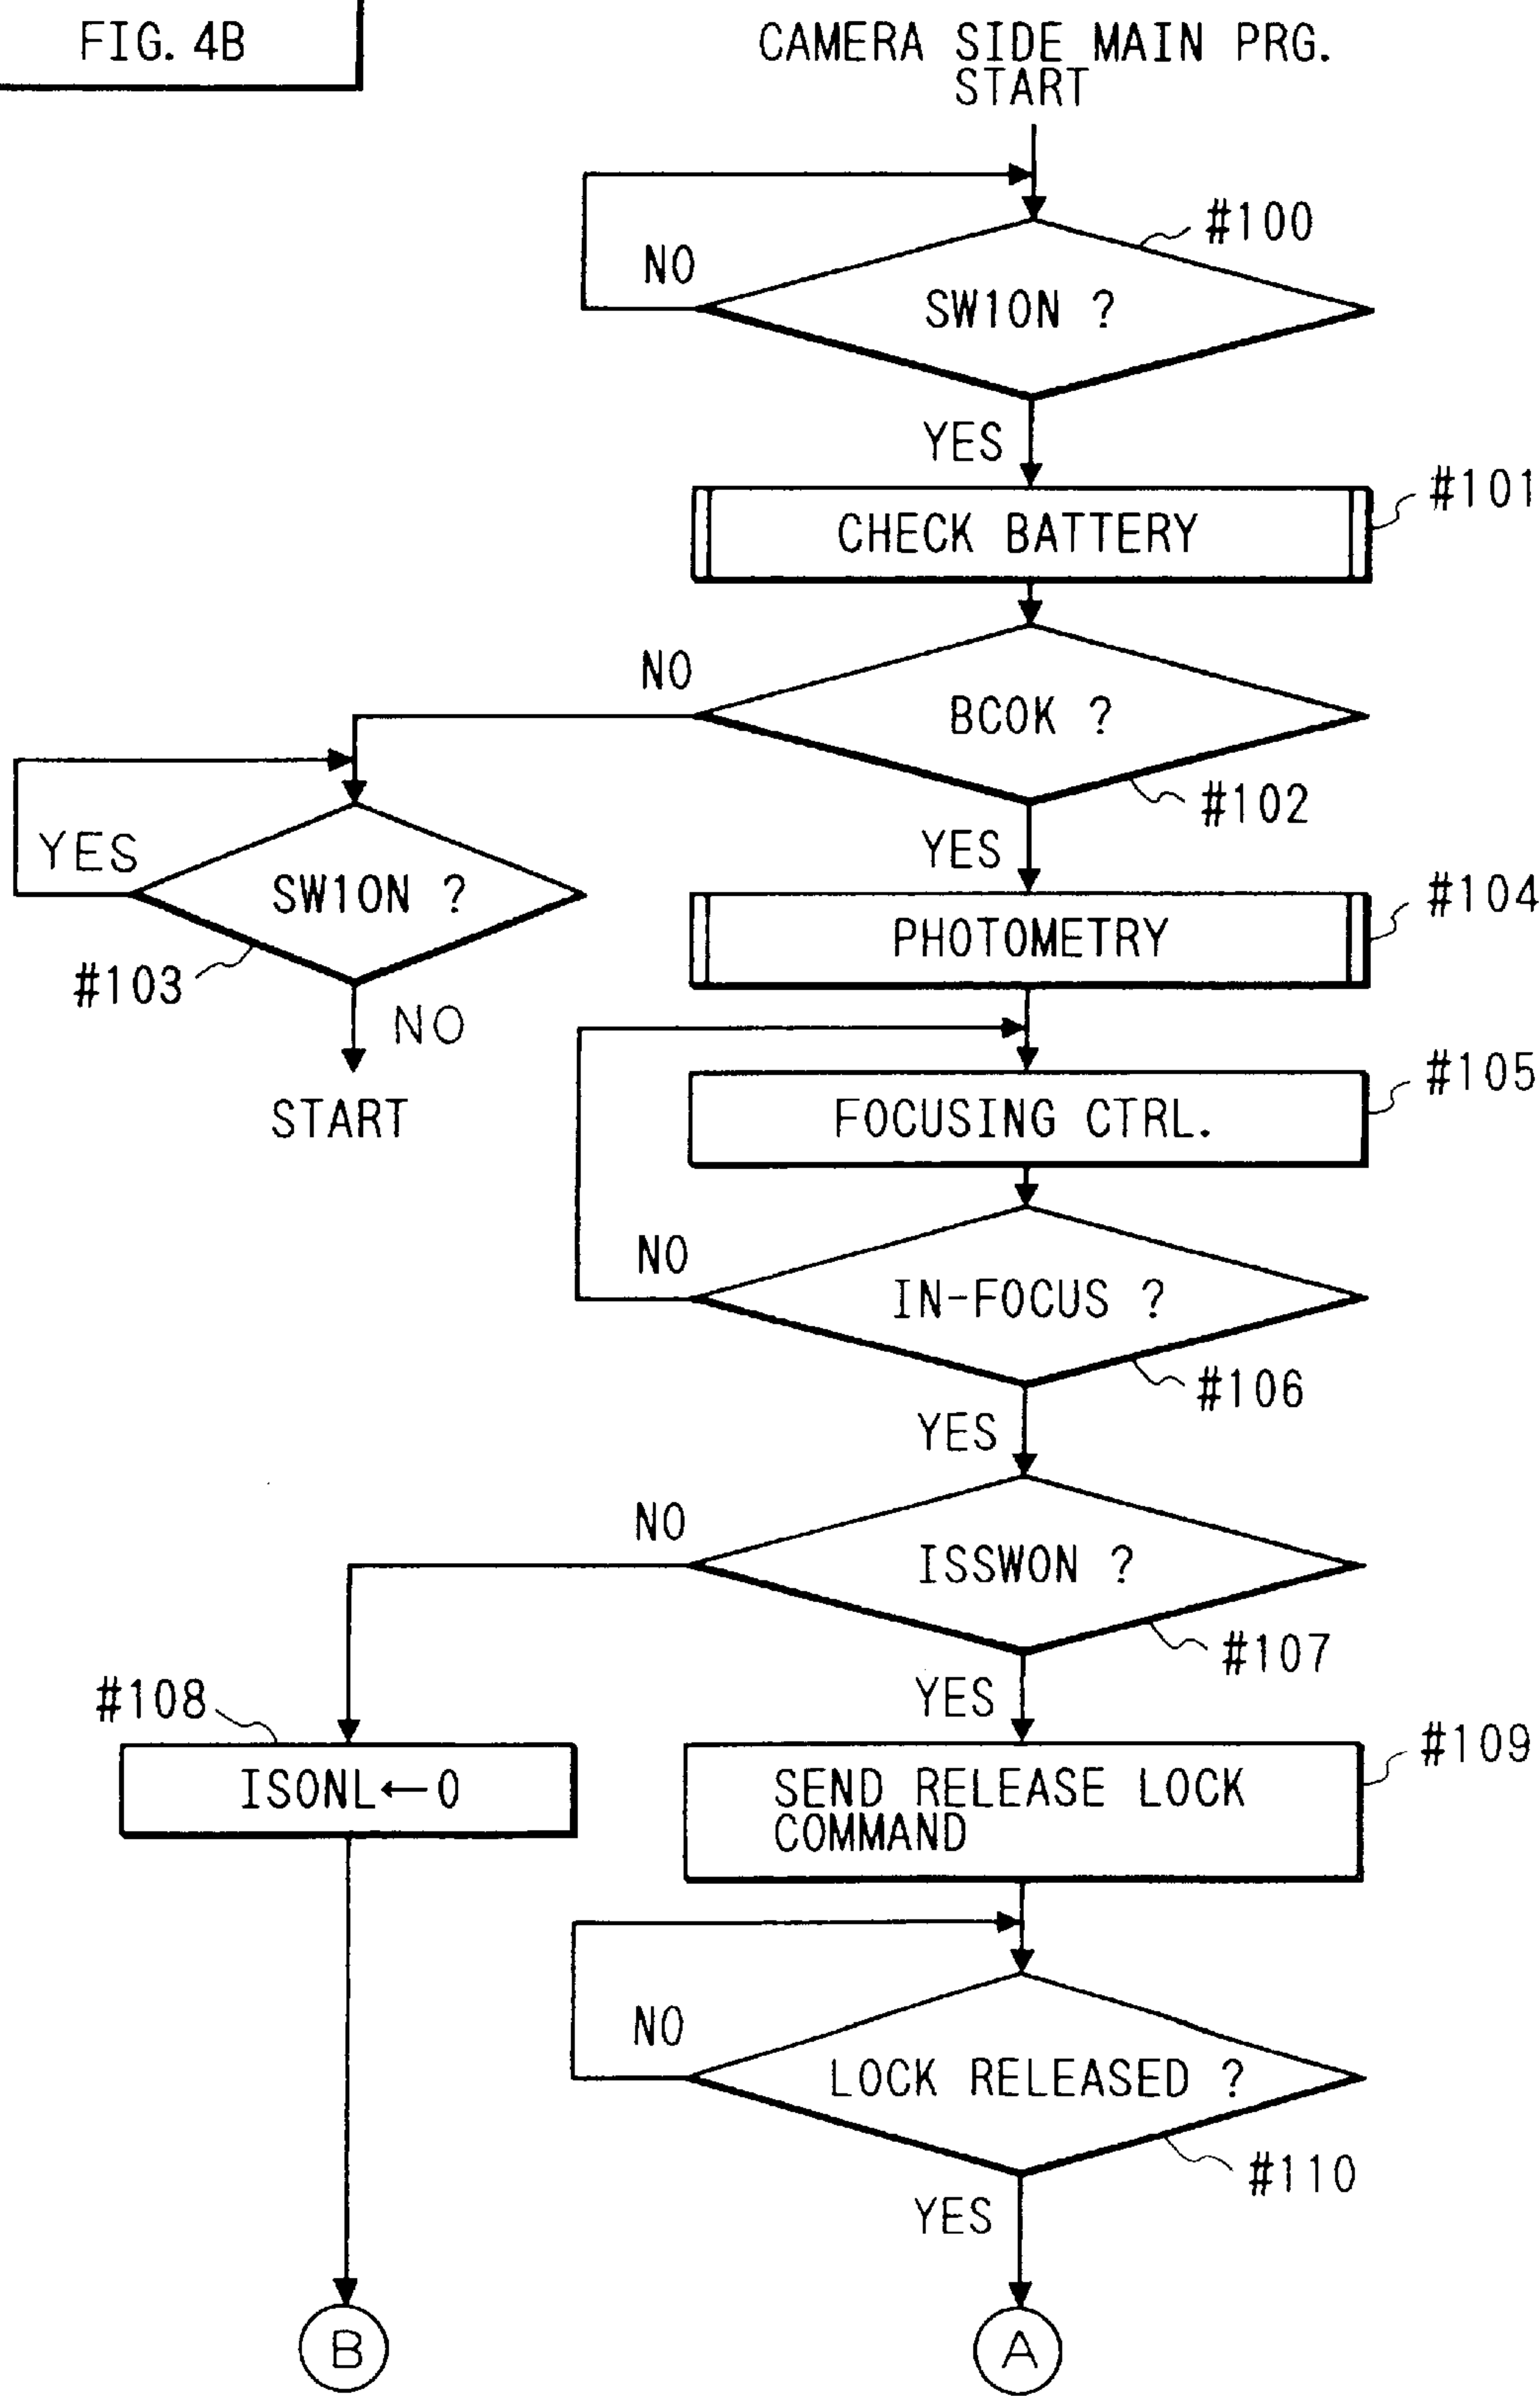 FIG. 4B
CAMERA SIDE MAIN PRG.
START
#100
NO
SW1ON ?
YES
#101
CHECK BATTERY
NO
BCOK ?
#102
YES
YES
SW1ON ?
#103
NO
START
#104
PHOTOMETRY
#105
FOCUSING CTRL.
NO
IN-FOCUS ?
#106
YES
NO
ISSWON ?
#107
YES
#108
ISONL←0
#109
SEND RELEASE LOCK
COMMAND
NO
LOCK RELEASED ?
#110
YES
B
A